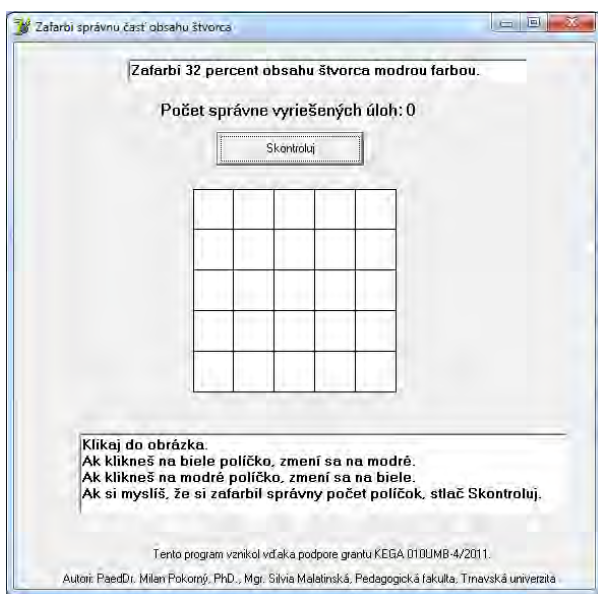 Zafarbi správnu časť obsahu štvorca
Zafarbi 32 percent obsahu štvorca modrou farbou.
Počet správne vyriešených úloh: 0
Skontroluj
Klikaj do obrázka.
Ak klikneš na biele políčko, zmení sa na modré.
Ak klikneš na modré políčko, zmení sa na biele.
Ak si myslíš, že si zafarbil správny počet políčok, stlač Skontroluj.
Tento program vznikol vďaka podpore grantu KEGA 010UMB-4/2011.
Autori: PaedDr. Milan Pokorný, PhD., Mgr. Silvia Malatinská, Pedagogická fakulta, Trnavská univerzita